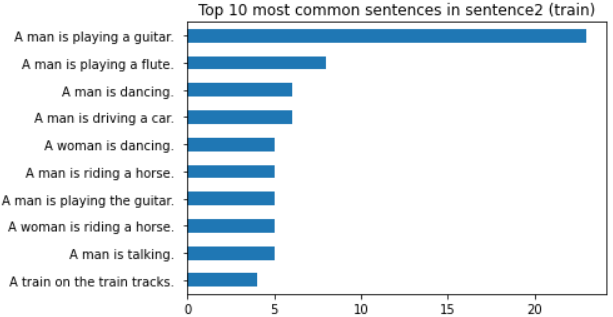 Top 10 most common sentences in sentence2 (train)
A man is playing a guitar.
A man is playing a flute.
A man is dancing.
A man is driving a car.
A woman is dancing.
A man is riding a horse.
A man is playing the guitar.
A woman is riding a horse.
A man is talking.
A train on the train tracks.
0 5 10 15 20